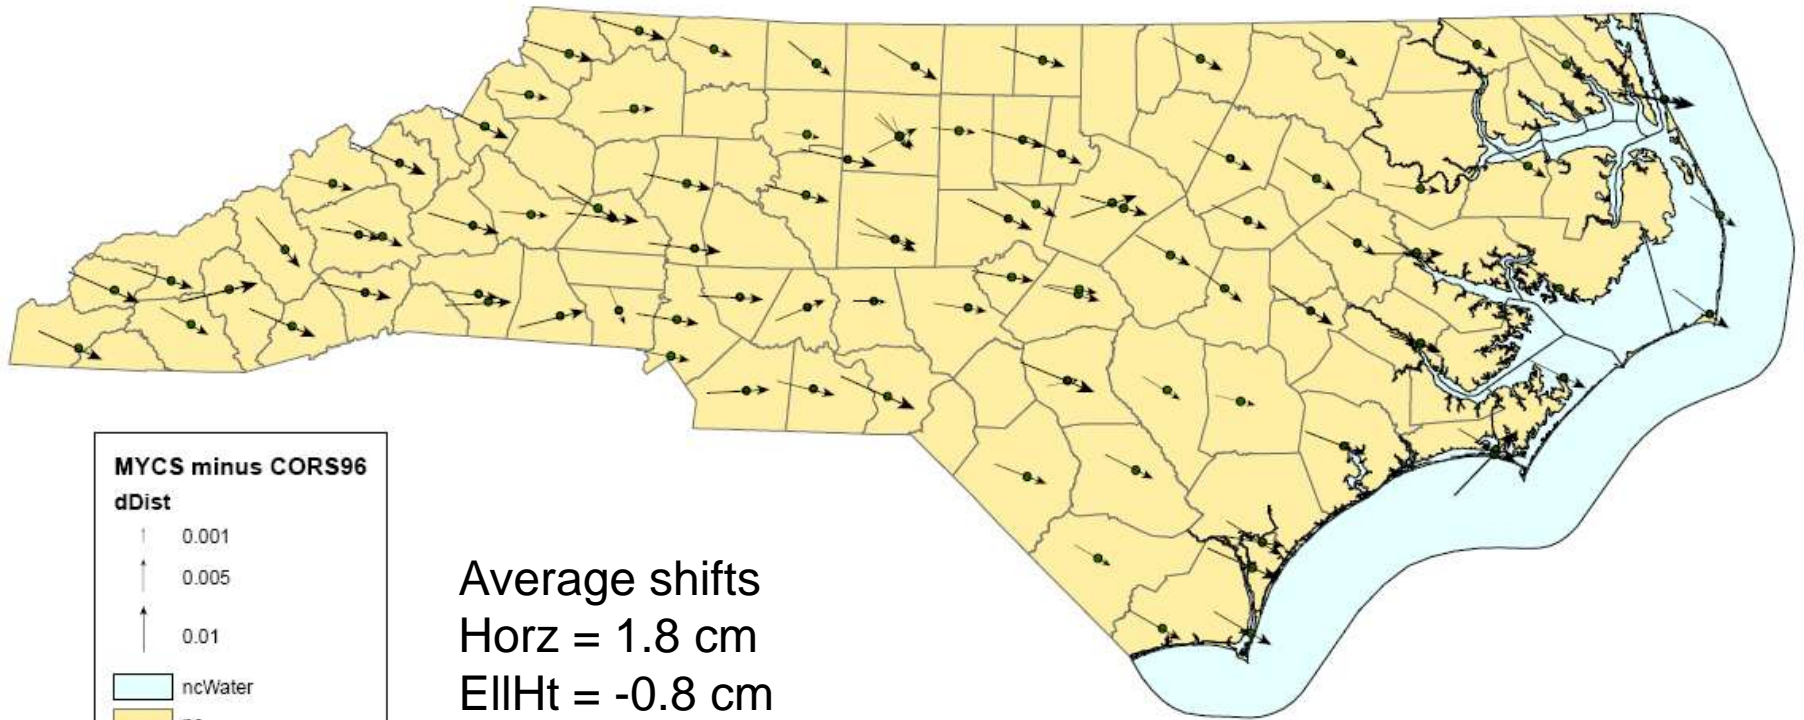 MYCS minus CORS96
dDist
0.001
0.005
0.01
ncWater
Average shifts
Horz = 1.8 cm
EllHt = -0.8 cm